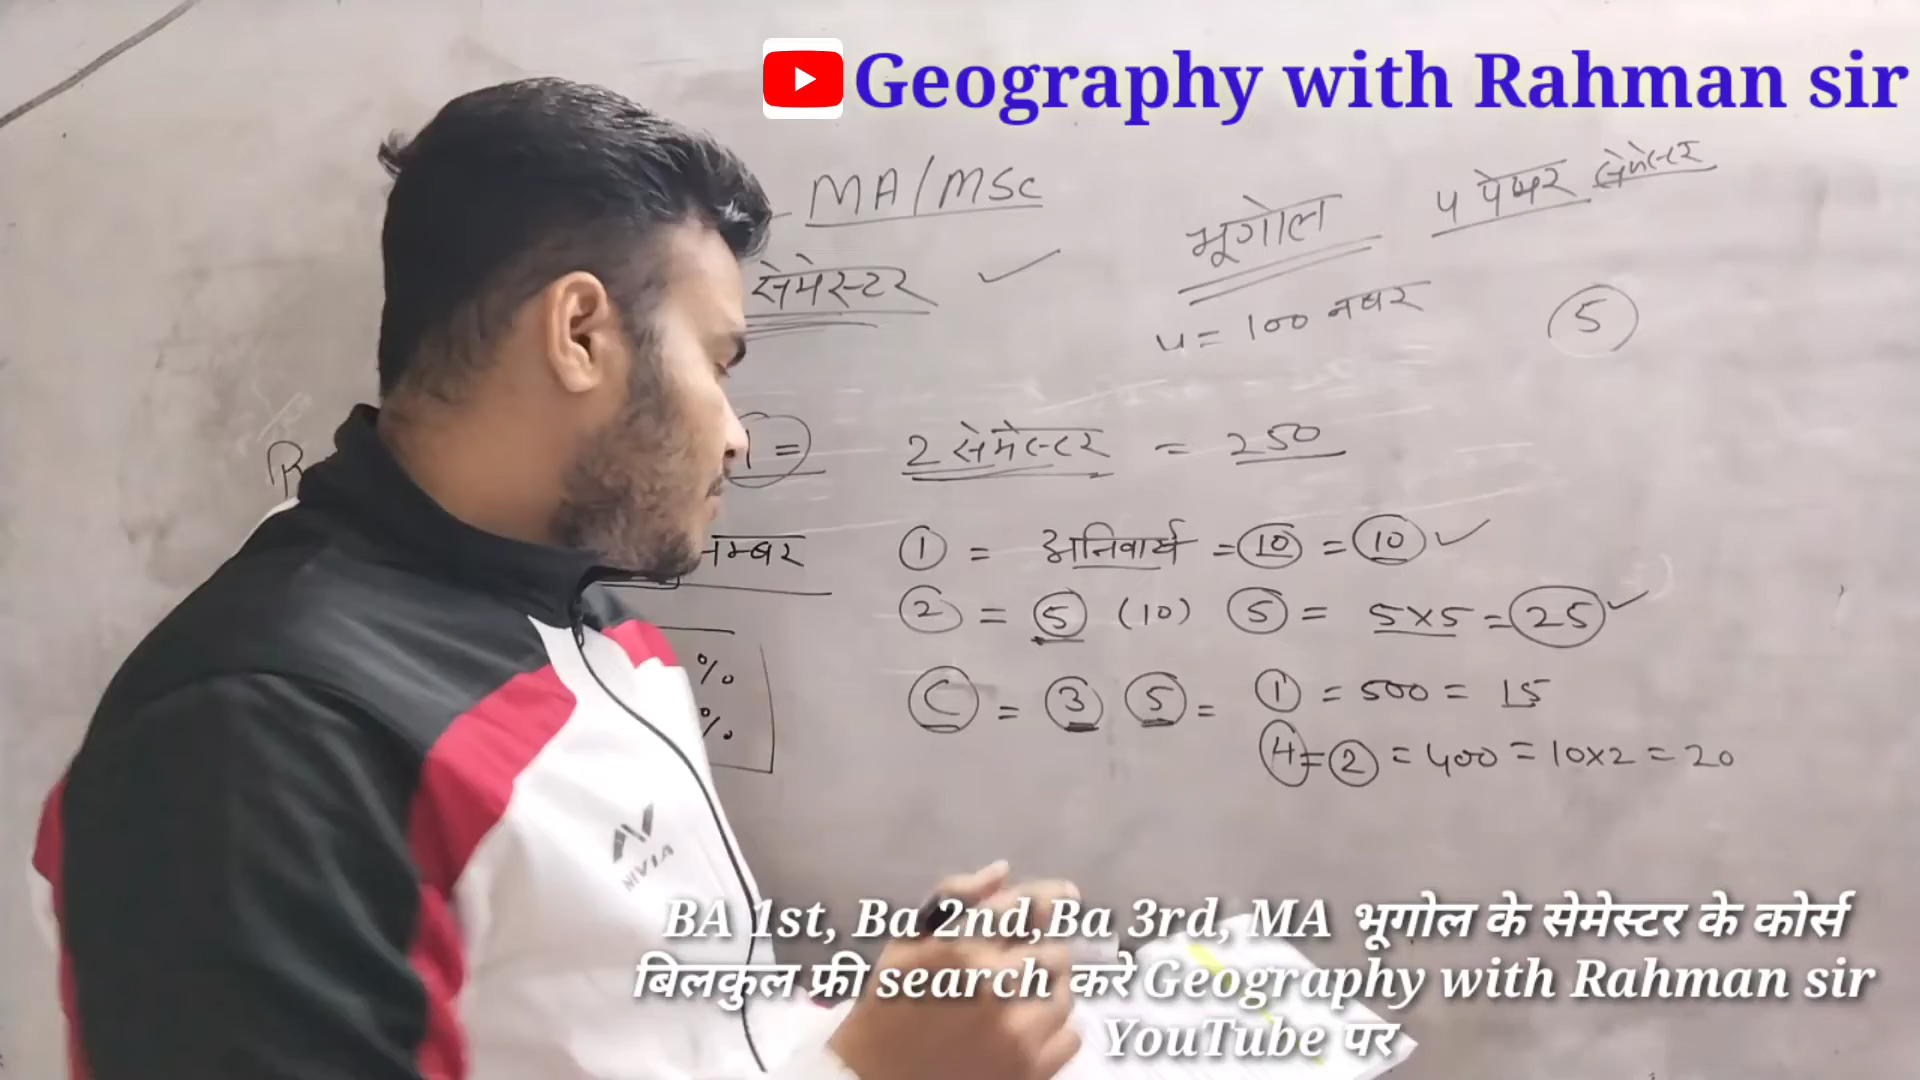 Geography with Rahman sir
MA/MSc
सेमेस्टर
भूगोल
4 पेपर सेमेस्टर
4 = 100 नंबर
5
1 =
2 सेमेस्टर = 250
नम्बर
1 = अनिवार्य = 10 = 10
2 = 5 (10) 5 = 5x5 = 25
%
%
C = 3 5 = 1 = 500 = 15
4 = 2 = 400 = 10x2 = 20
NIVIA
BA 1st, Ba 2nd,Ba 3rd, MA भूगोल के सेमेस्टर के कोर्स
बिलकुल फ्री search करे Geography with Rahman sir
YouTube पर